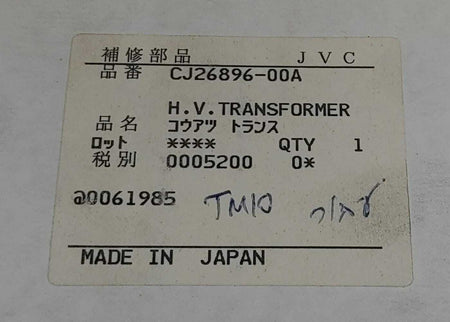 補修部品 JVC
品番 CJ26896-00A
H.V.TRANSFORMER
品名 コウアツ トランス
ロット **** QTY 1
税別 0005200 0*
@0061985 TM10
MADE IN JAPAN